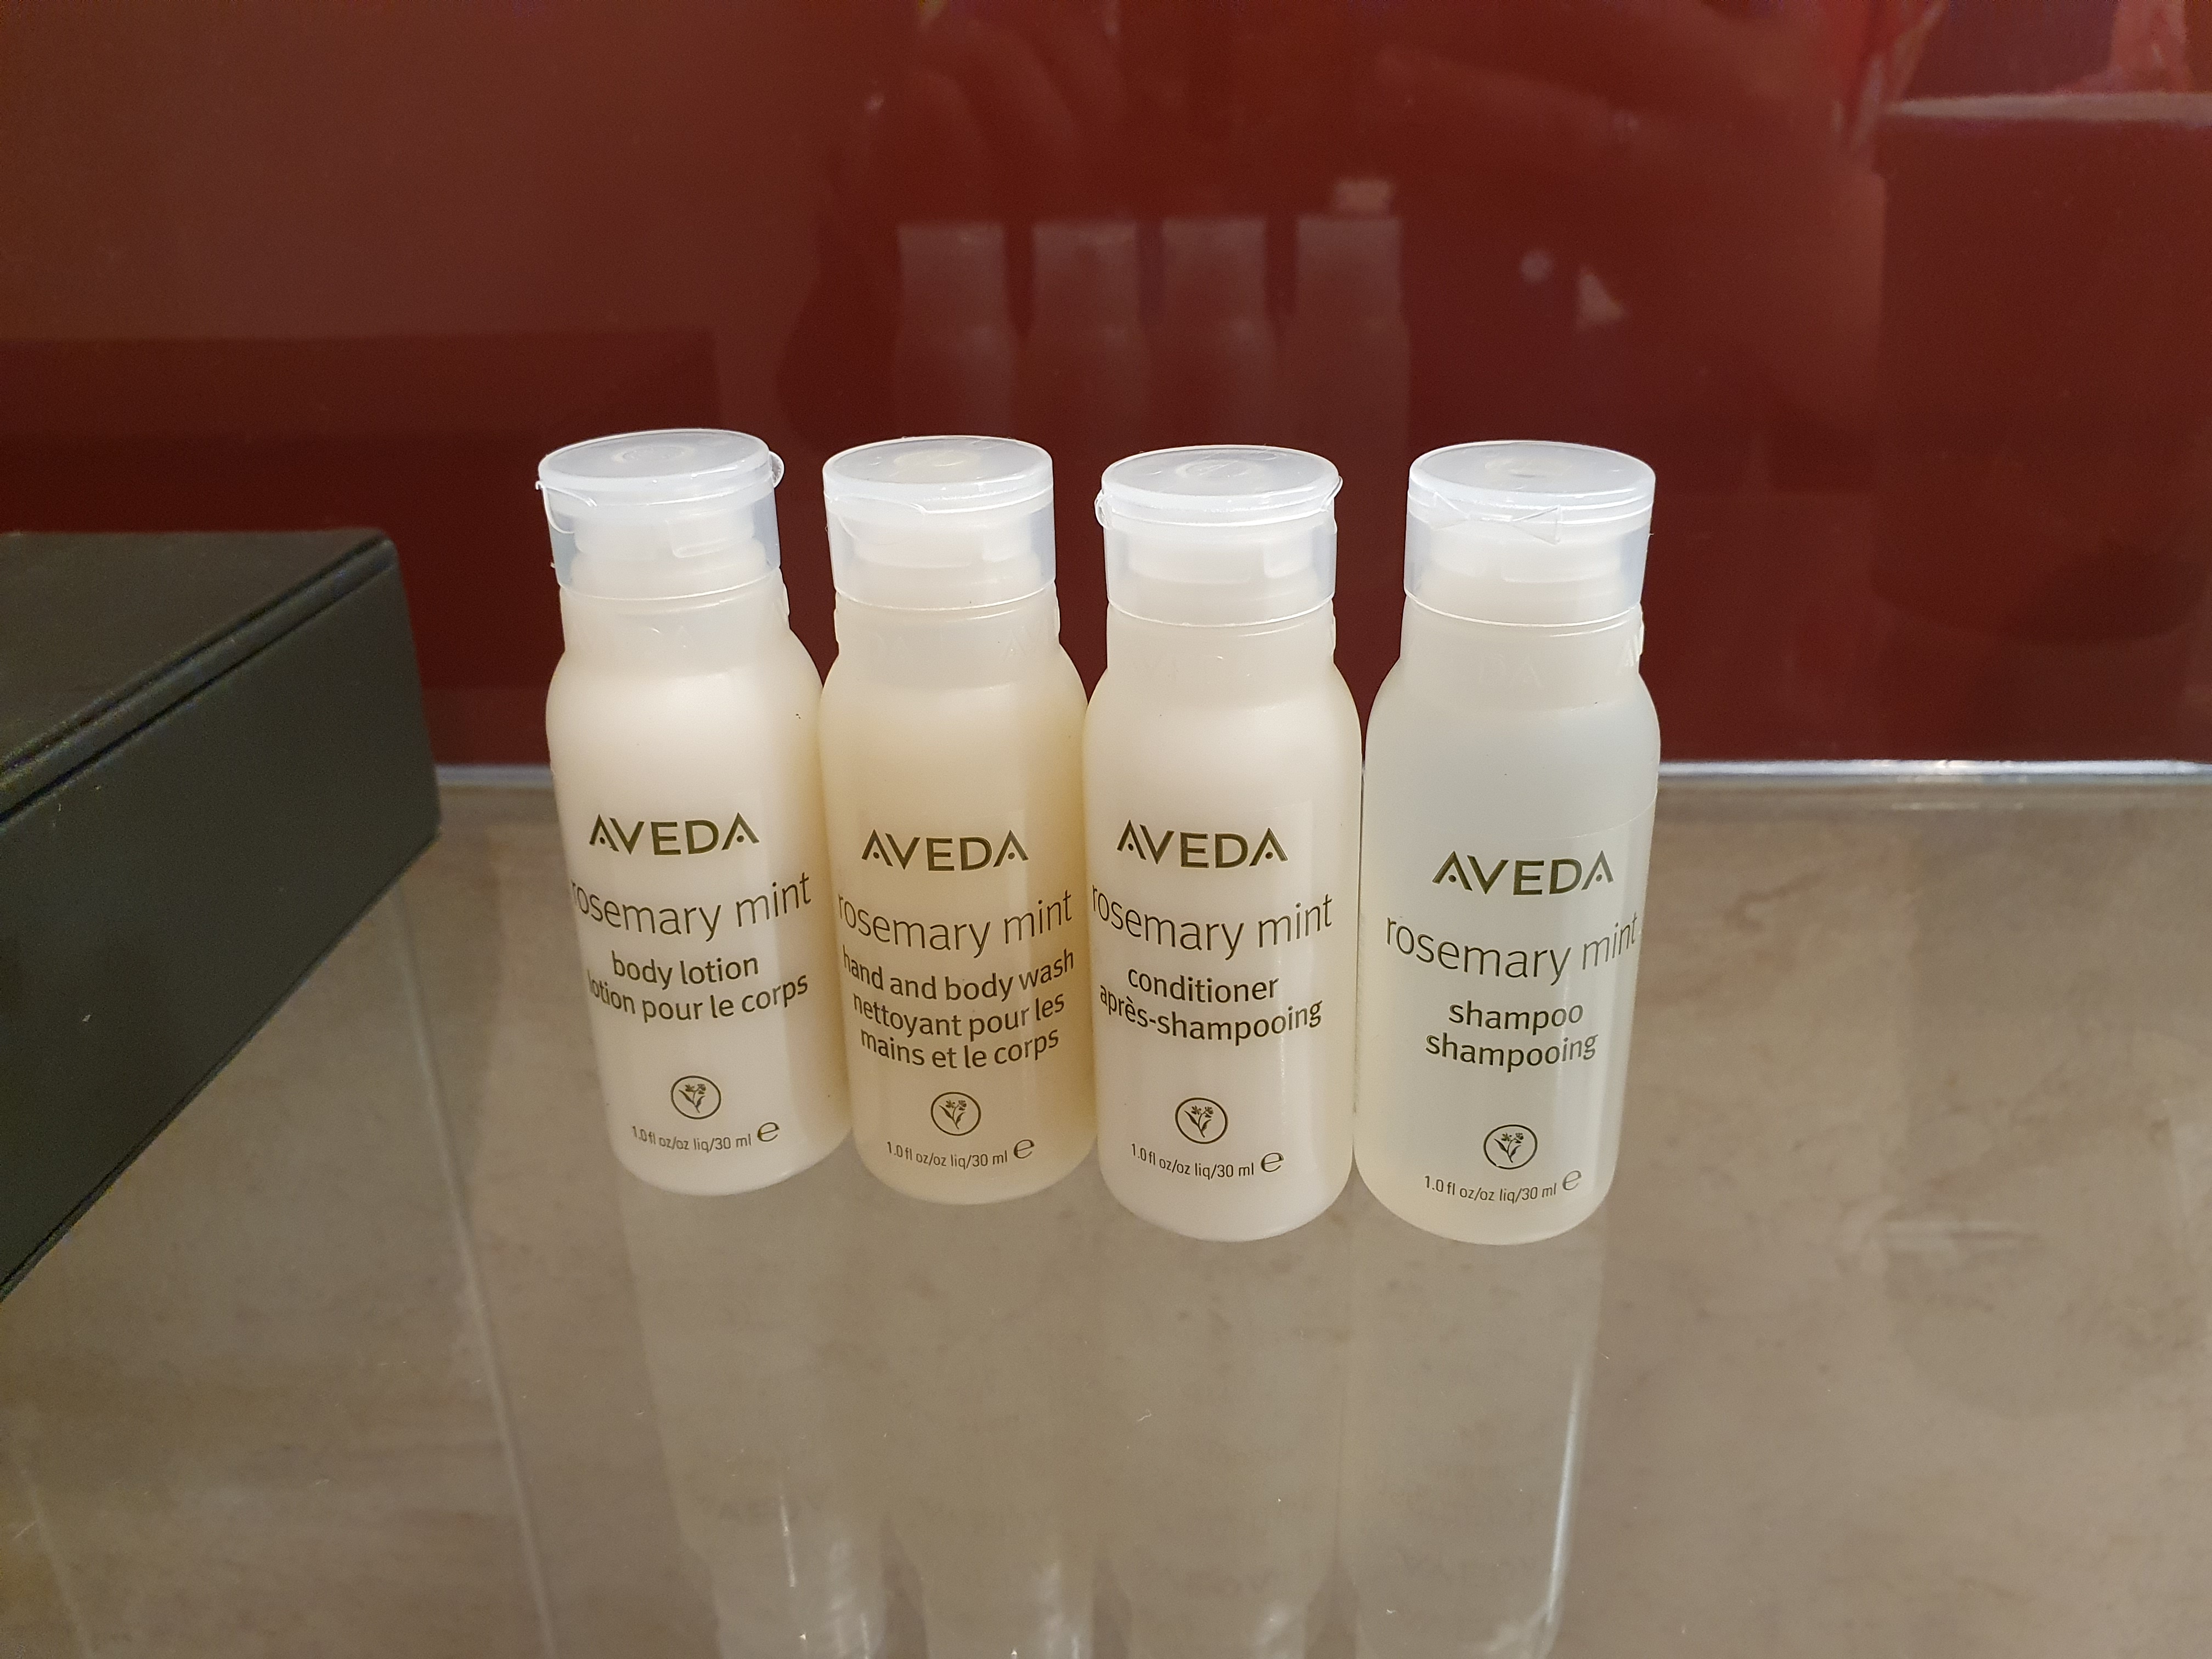 AVEDA
rosemary mint
body lotion
lotion pour le corps
1.0 fl oz/oz liq/30 ml e
AVEDA
rosemary mint
hand and body wash
nettoyant pour les
mains et le corps
1.0 fl oz/oz liq/30 ml e
AVEDA
rosemary mint
conditioner
après-shampooing
1.0 fl oz/oz liq/30 ml e
AVEDA
rosemary mint
shampoo
shampooing
1.0 fl oz/oz liq/30 ml e